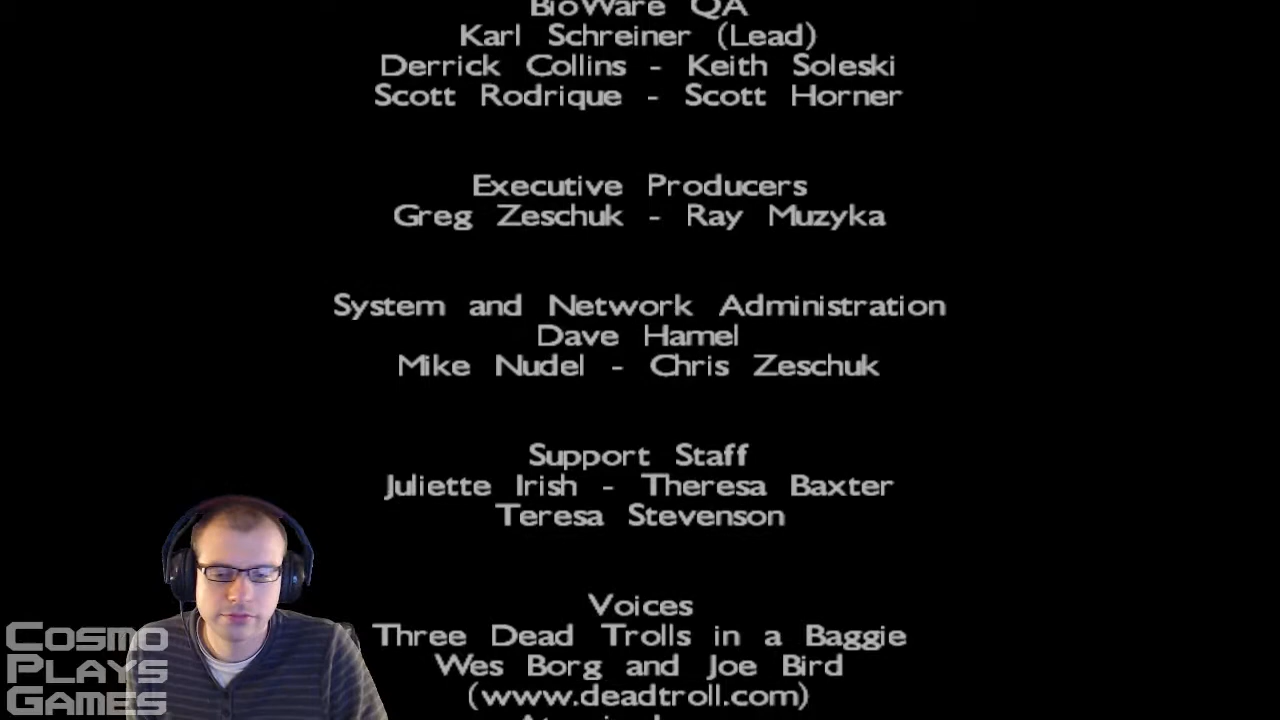 BioWare QA
Karl Schreiner (Lead)
Derrick Collins - Keith Soleski
Scott Rodrique - Scott Horner
Executive Producers
Greg Zeschuk - Ray Muzyka
System and Network Administration
Dave Hamel
Mike Nudel - Chris Zeschuk
Support Staff
Juliette Irish - Theresa Baxter
Teresa Stevenson
Voices
Three Dead Trolls in a Baggie
Wes Borg and Joe Bird
(www.deadtroll.com)
COSMO
PLAYS
GAMES